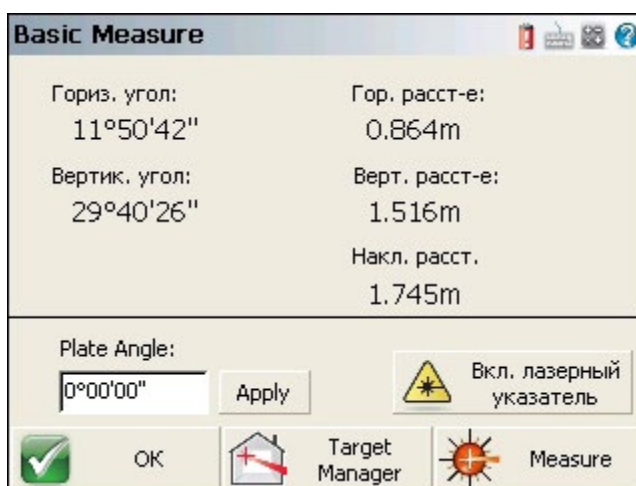 Basic Measure
Гориз. угол:
11°50'42"
Вертик. угол:
29°40'26"
Гор. расст-е:
0.864m
Верт. расст-е:
1.516m
Накл. расст.
1.745m
Plate Angle:
0°00'00"
Apply
Вкл. лазерный
указатель
OK
Target
Manager
Measure